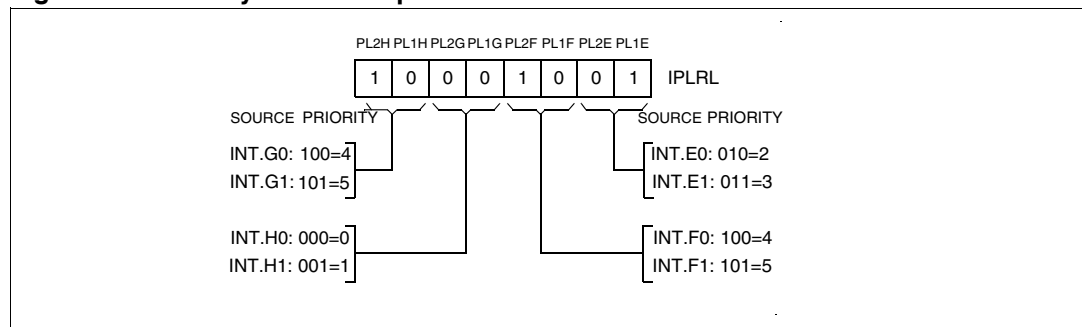 PL2H PL1H PL2G PL1G PL2F PL1F PL2E PL1E
1 0 0 0 1 0 0 1 IPLRL
SOURCE PRIORITY SOURCE PRIORITY
INT.G0: 100=4 INT.E0: 010=2
INT.G1: 101=5 INT.E1: 011=3
INT.H0: 000=0 INT.F0: 100=4
INT.H1: 001=1 INT.F1: 101=5